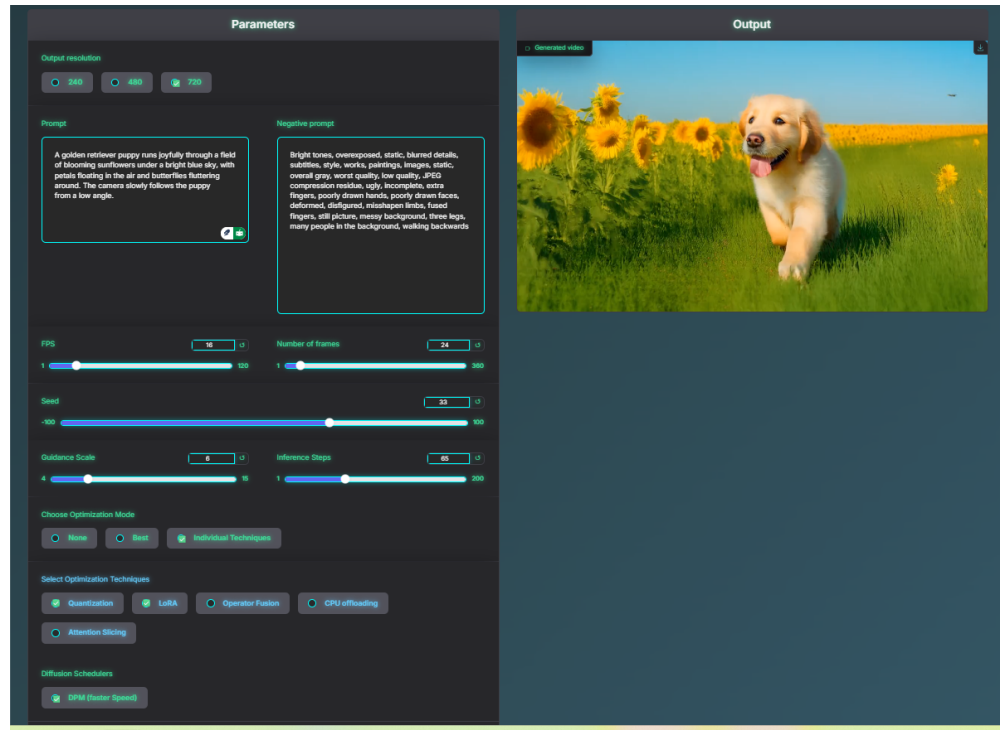 Parameters
Output resolution
240
480
720
Prompt
A golden retriever puppy runs joyfully through a field
of blooming sunflowers under a bright blue sky, with
petals floating in the air and butterflies fluttering
around. The camera slowly follows the puppy
from a low angle.
Negative prompt
Bright tones, overexposed, static, blurred details,
subtitles, style, works, paintings, images, static,
overall gray, worst quality, low quality, JPEG
compression residue, ugly, incomplete, extra
fingers, poorly drawn hands, poorly drawn faces,
deformed, disfigured, misshapen limbs, fused
fingers, still picture, messy background, three legs,
many people in the background, walking backwards
FPS
16
1
120
Number of frames
24
1
360
Seed
33
-100
100
Guidance Scale
6
4
15
Inference Steps
65
1
200
Choose Optimization Mode
None
Best
Individual Techniques
Select Optimization Techniques
Quantization
LoRA
Operator Fusion
CPU offloading
Attention Slicing
Diffusion Schedulers
DPM (faster Speed)
Output
Generated video